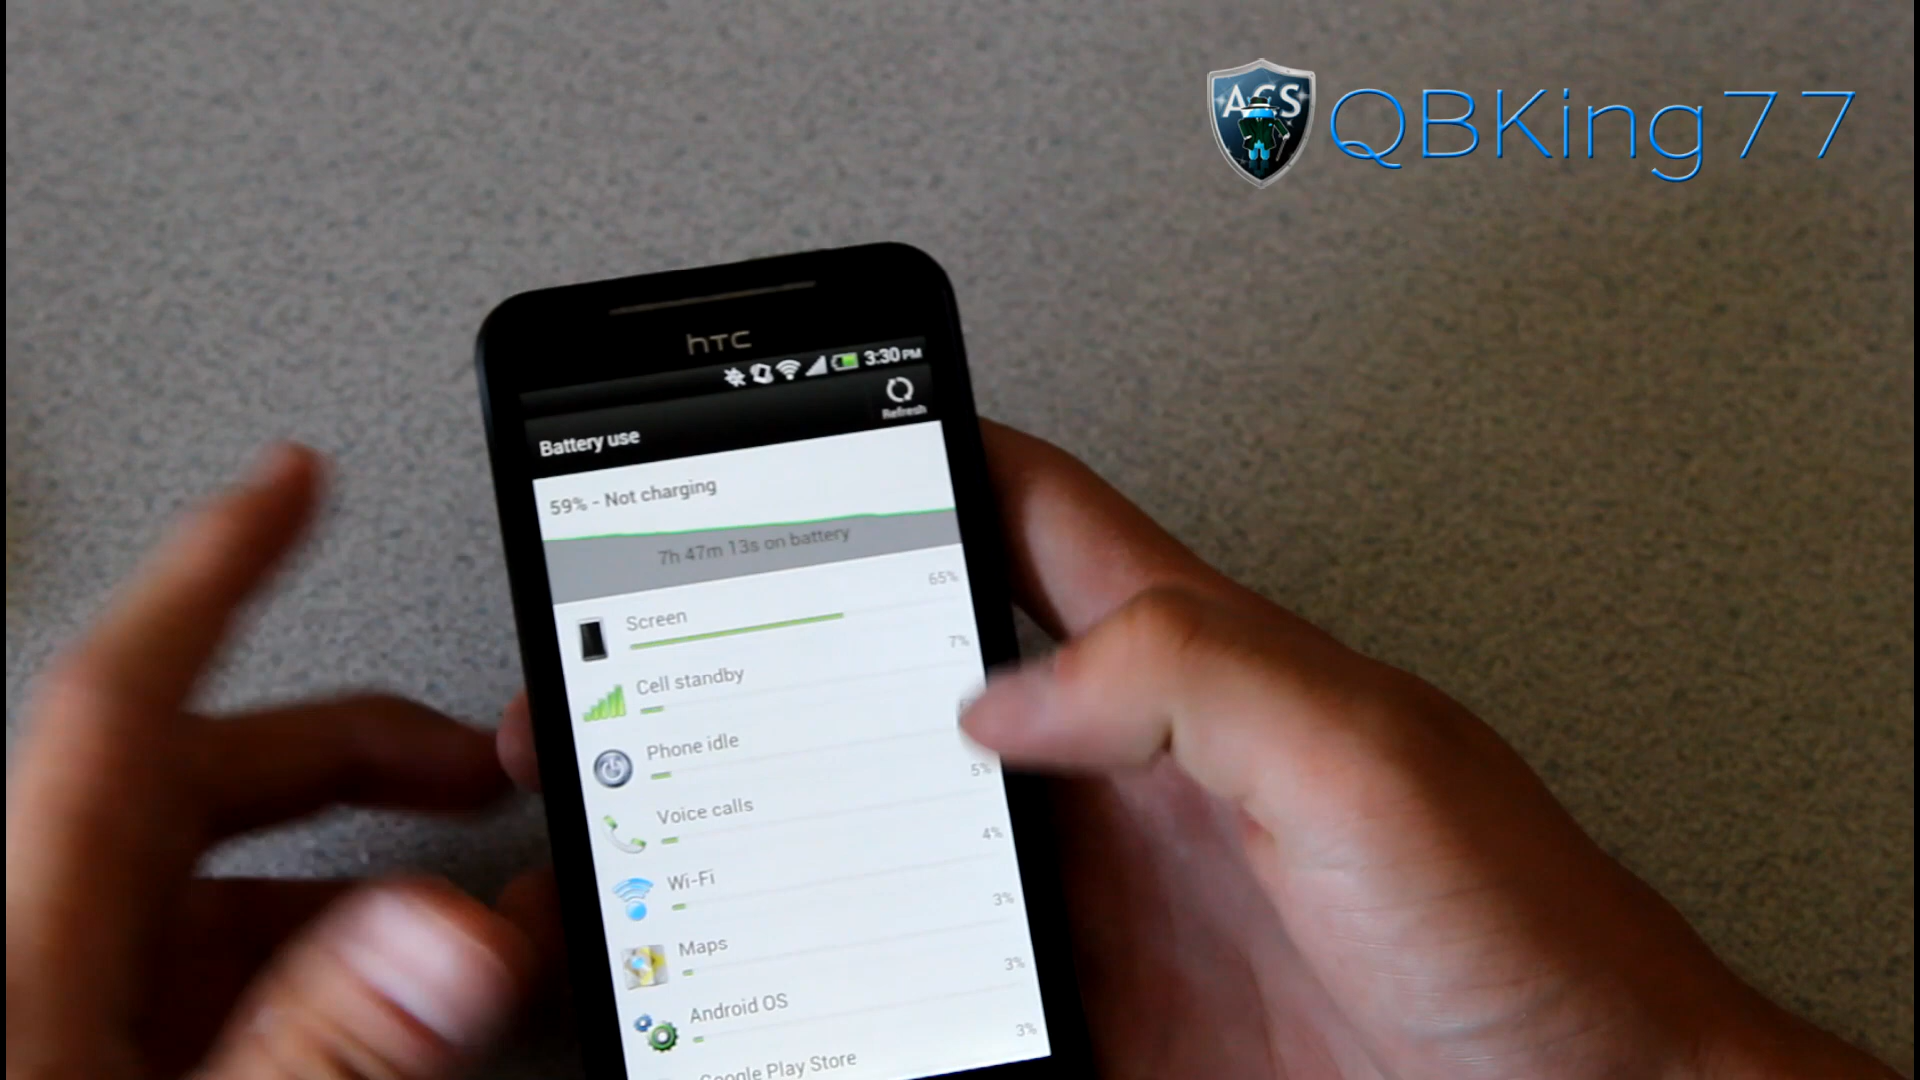 ACS
QBKing77
hTC
3:30 PM
Refresh
Battery use
59% - Not charging
7h 47m 13s on battery
65%
Screen
7%
Cell standby
Phone idle
5%
Voice calls
4%
Wi-Fi
3%
Maps
3%
Android OS
3%
Google Play Store